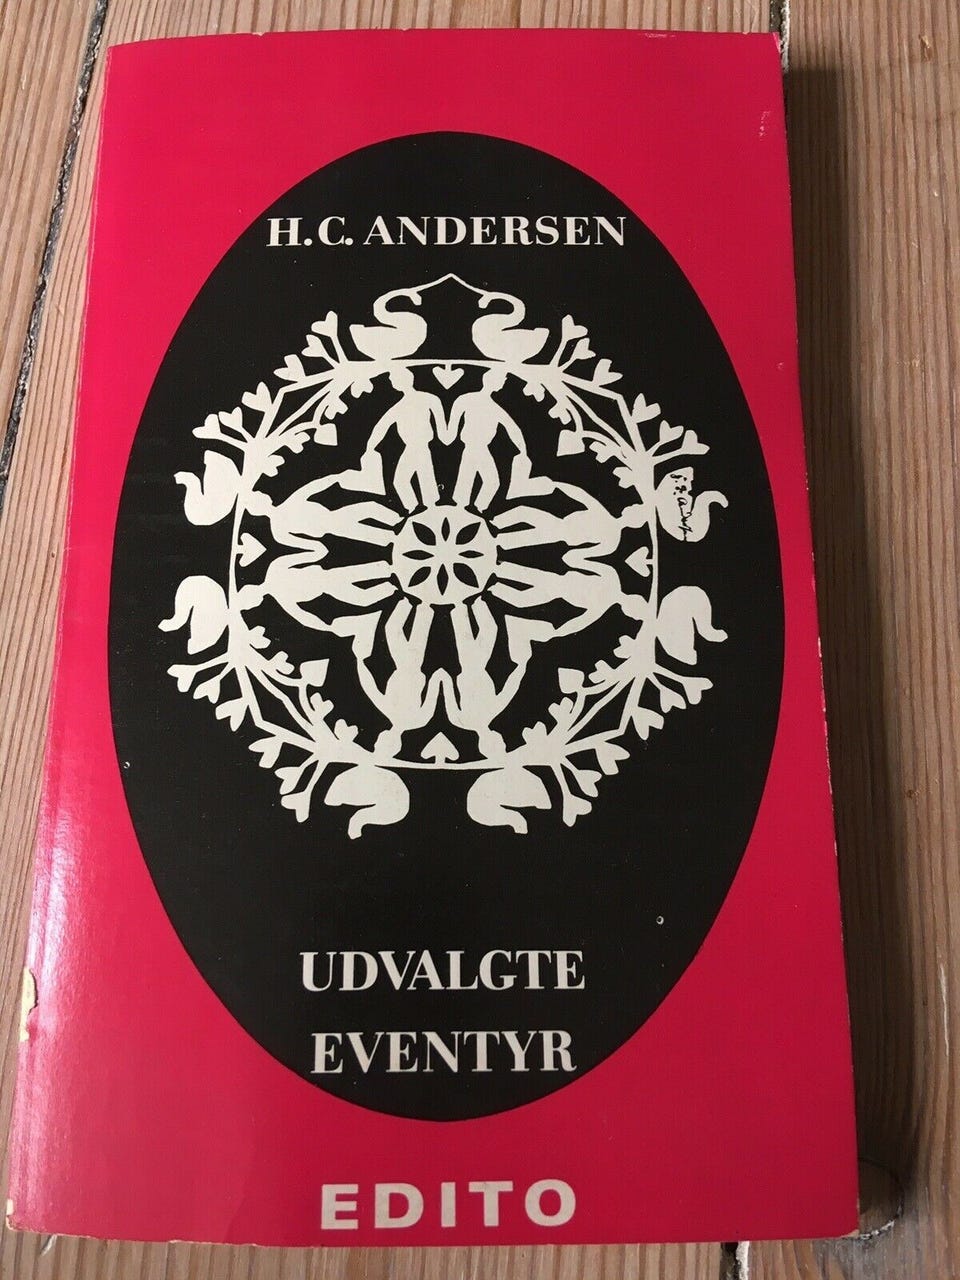 H.C. ANDERSEN
UDVALGTE
EVENTYR
EDITO